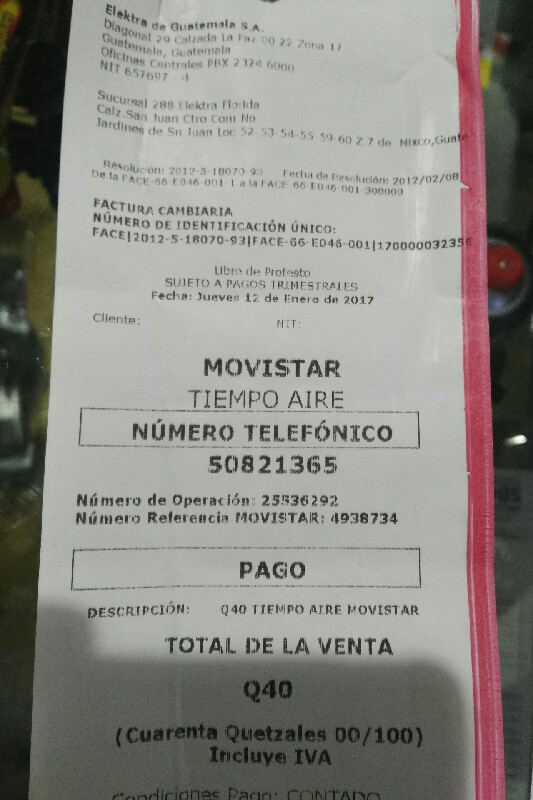 Elektra de Guatemala S.A.
Diagonal 29 Calzada La Paz 00 22 Zona 17
Guatemala, Guatemala
Oficinas Centrales PBX 2324 6000
NIT 657697 - 4
Sucursal 288 Elektra Florida
Calz.San Juan Ctro Com No
Jardines de Sn Juan Loc 52-53-54-55-59-60 Z.7 de Mixco,Guate
Resolución: 2012-5-18070-93 Fecha de Resolución: 2012/02/08
De la FACE-66-E046-001-1 a la FACE-66-E046-001-300000
FACTURA CAMBIARIA
NÚMERO DE IDENTIFICACIÓN ÚNICO:
FACE|2012-5-18070-93|FACE-66-E046-001|170000032356
Libre de Protesto
SUJETO A PAGOS TRIMESTRALES
Fecha: Jueves 12 de Enero de 2017
Cliente: NIT:
MOVISTAR
TIEMPO AIRE
NÚMERO TELEFÓNICO
50821365
Número de Operación: 25536292
Número Referencia MOVISTAR: 4938734
PAGO
DESCRIPCIÓN: Q40 TIEMPO AIRE MOVISTAR
TOTAL DE LA VENTA
Q40
(Cuarenta Quetzales 00/100)
Incluye IVA
Condiciones Pago: CONTADO